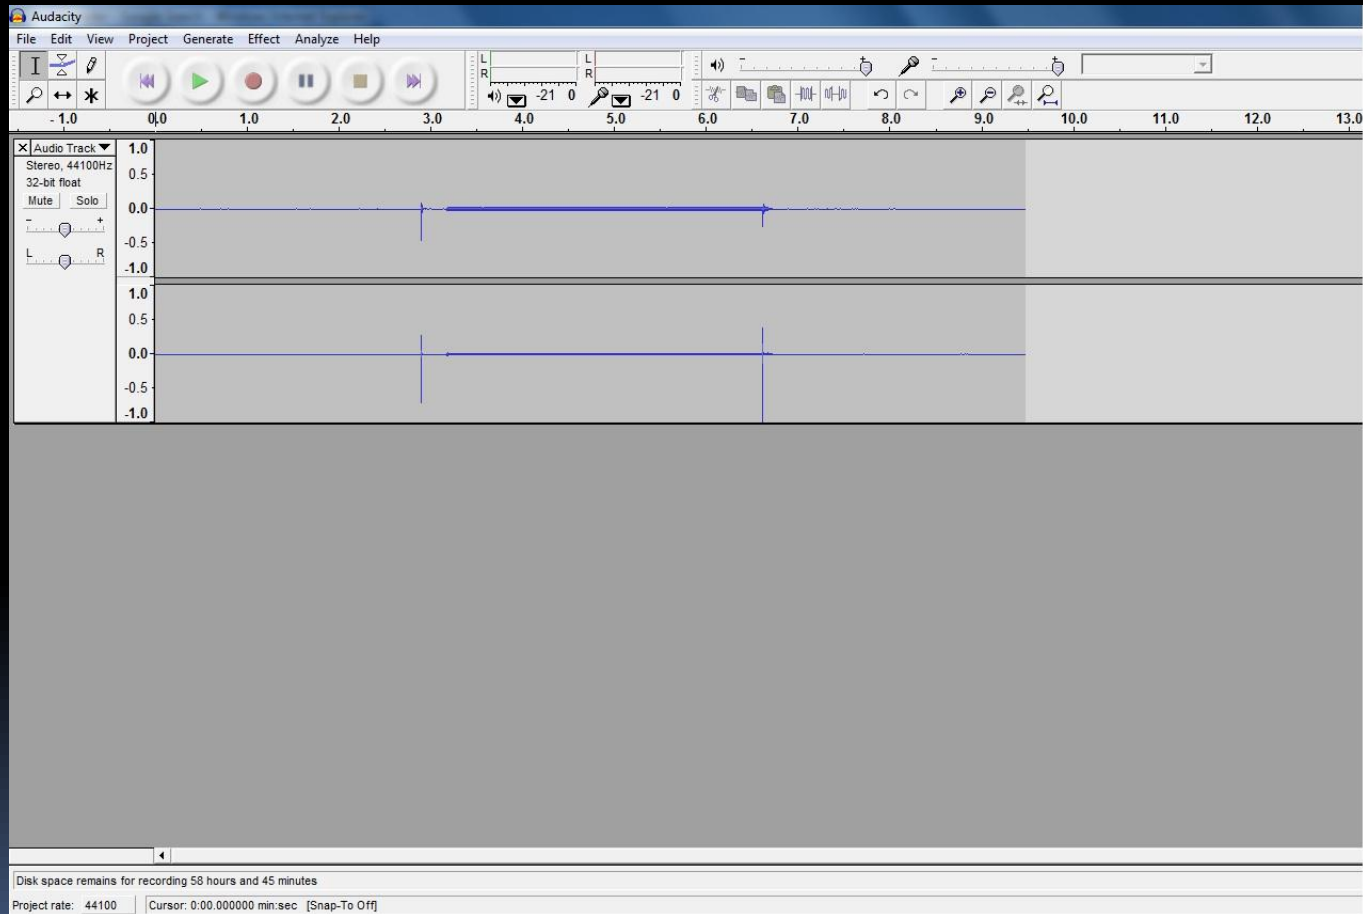 Audacity
File Edit View Project Generate Effect Analyze Help
L L
R R
-21 0 -21 0
- 1.0 0.0 1.0 2.0 3.0 4.0 5.0 6.0 7.0 8.0 9.0 10.0 11.0 12.0 13.0
X Audio Track 1.0
Stereo, 44100Hz
32-bit float
0.5
Mute Solo
0.0
- +
-0.5
L R
-1.0
1.0
0.5
0.0
-0.5
-1.0
Disk space remains for recording 58 hours and 45 minutes
Project rate: 44100 Cursor: 0:00.000000 min:sec [Snap-To Off]